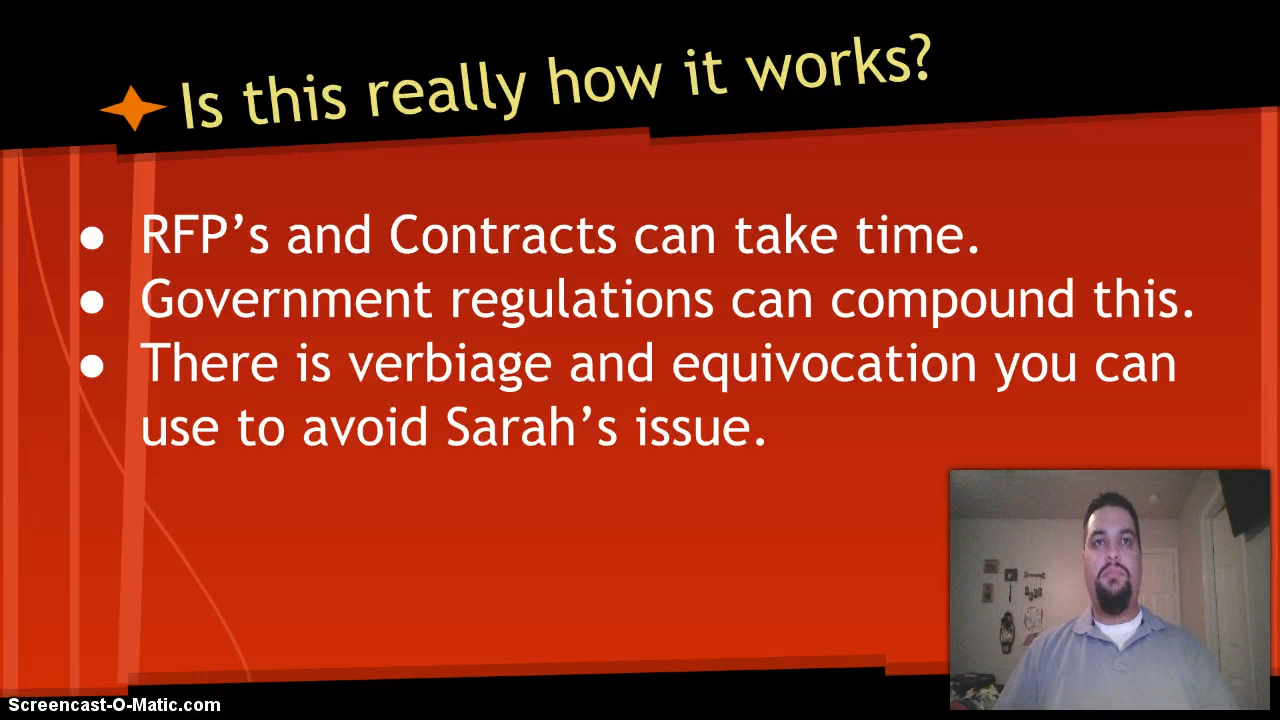 Is this really how it works?
● RFP’s and Contracts can take time.
● Government regulations can compound this.
● There is verbiage and equivocation you can
use to avoid Sarah’s issue.
Screencast-O-Matic.com